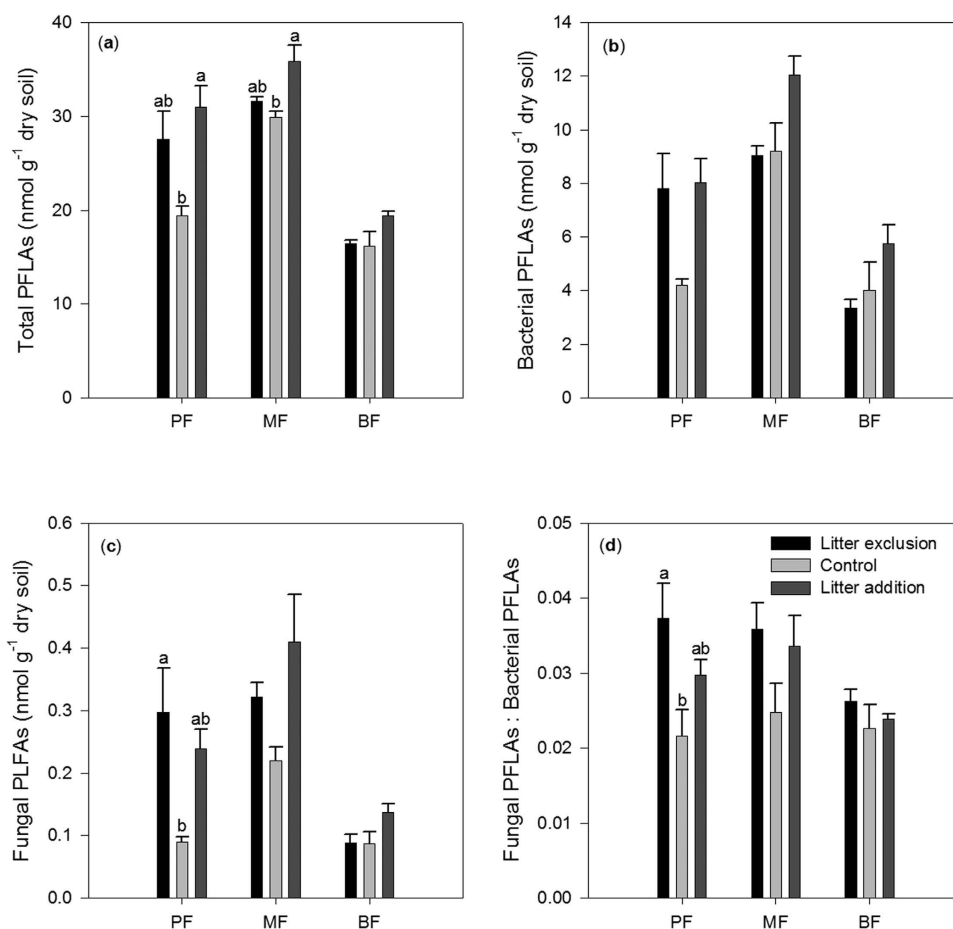 (a)
Total PFLAs (nmol g⁻¹ dry soil)
40
30
20
10
0
ab
b
a
ab
b
a
PF MF BF
(b)
Bacterial PFLAs (nmol g⁻¹ dry soil)
14
12
10
8
6
4
2
0
PF MF BF
(c)
Fungal PLFAs (nmol g⁻¹ dry soil)
0.6
0.5
0.4
0.3
0.2
0.1
0.0
a
b
ab
PF MF BF
(d)
Fungal PFLAs : Bacterial PFLAs
0.05
0.04
0.03
0.02
0.01
0.00
Litter exclusion
Control
Litter addition
a
b
ab
PF MF BF